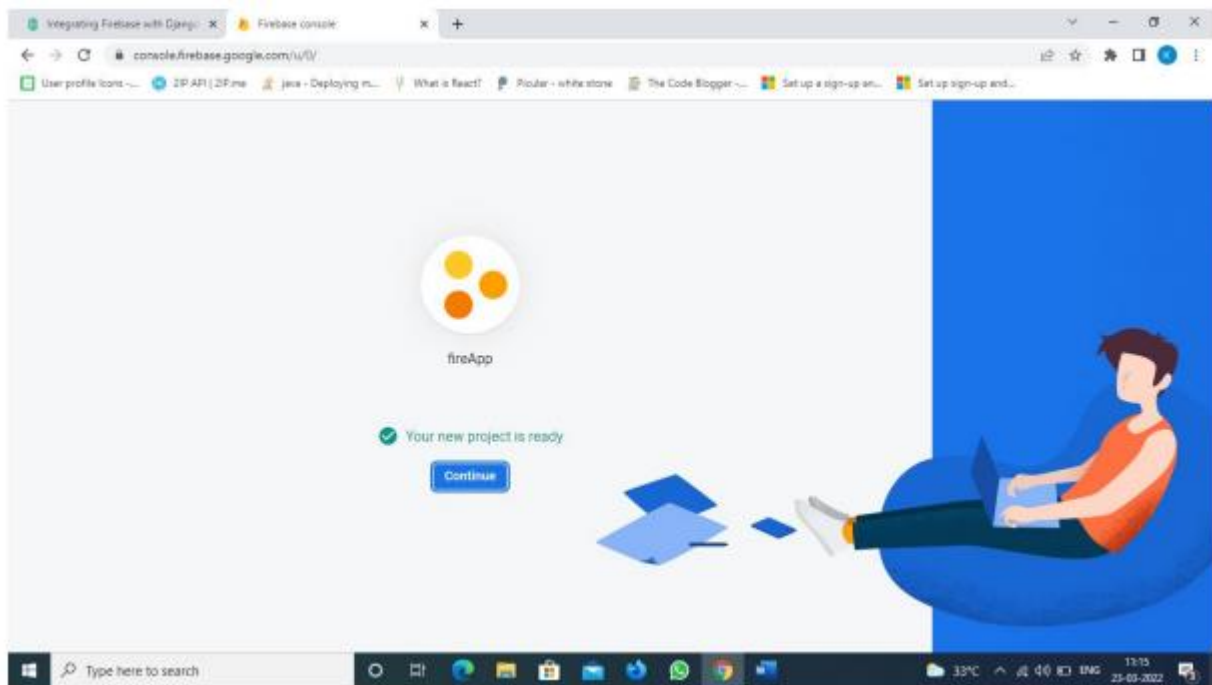 Integrating Firebase with Django
Firebase console
console.firebase.google.com/u/0/
User profile Icons -...
ZIP API | ZIP.me
java - Deploying m...
What is React?
Picular - white stone
The Code Blogger -...
Set up a sign-up an...
Set up sign-up and...
fireApp
Your new project is ready
Continue
Type here to search
33°C
ENG
11:15
23-03-2022